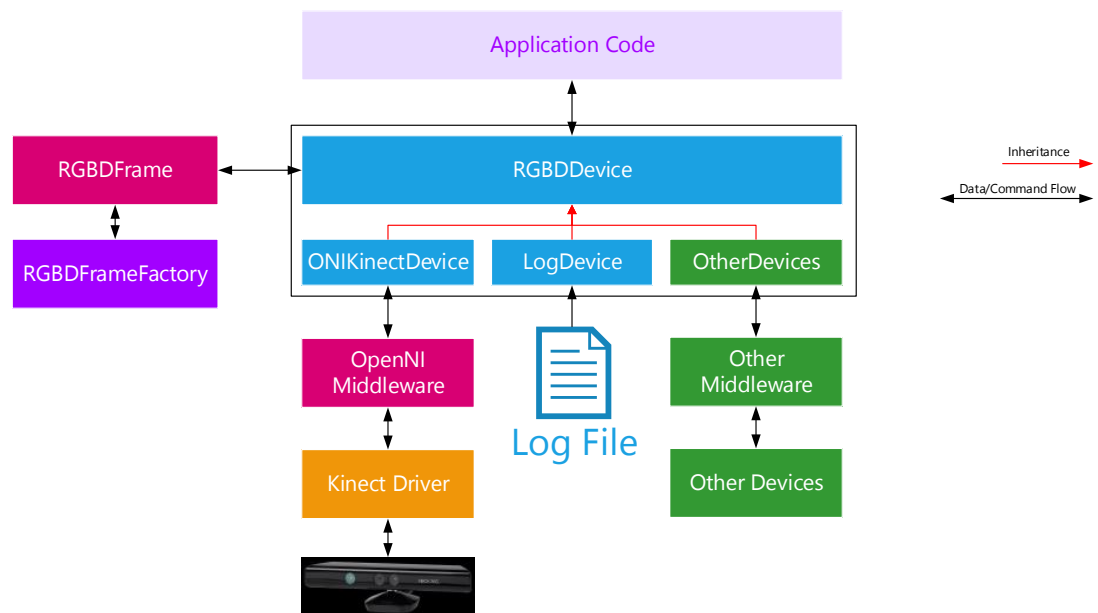 Application Code
RGBDFrame
RGBDDevice
Inheritance
Data/Command Flow
RGBDFrameFactory
ONIKinectDevice
LogDevice
OtherDevices
OpenNI
Middleware
Other
Middleware
Log File
Kinect Driver
Other Devices